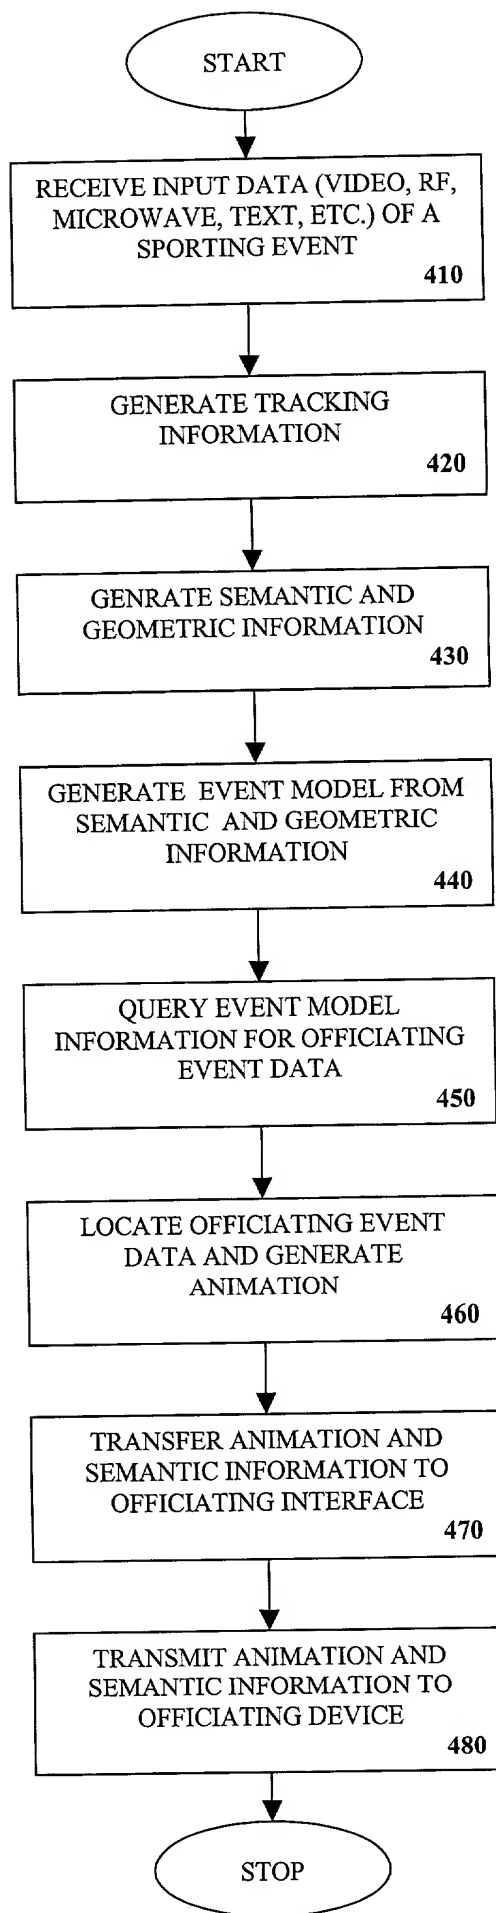 START
RECEIVE INPUT DATA (VIDEO, RF,
MICROWAVE, TEXT, ETC.) OF A
SPORTING EVENT
410
GENERATE TRACKING
INFORMATION
420
GENRATE SEMANTIC AND
GEOMETRIC INFORMATION
430
GENERATE EVENT MODEL FROM
SEMANTIC AND GEOMETRIC
INFORMATION
440
QUERY EVENT MODEL
INFORMATION FOR OFFICIATING
EVENT DATA
450
LOCATE OFFICIATING EVENT
DATA AND GENERATE
ANIMATION
460
TRANSFER ANIMATION AND
SEMANTIC INFORMATION TO
OFFICIATING INTERFACE
470
TRANSMIT ANIMATION AND
SEMANTIC INFORMATION TO
OFFICIATING DEVICE
480
STOP